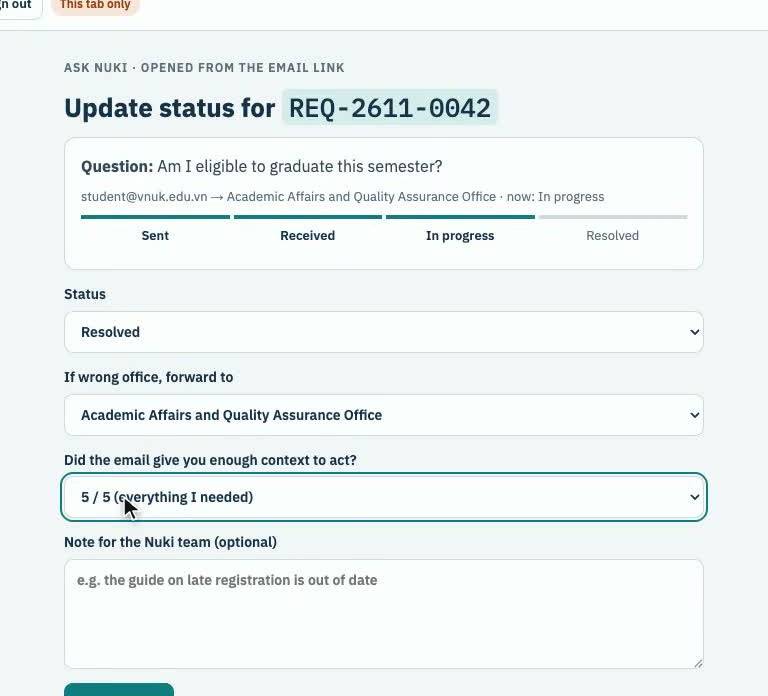 n out
This tab only
ASK NUKI · OPENED FROM THE EMAIL LINK
Update status for REQ-2611-0042
Question: Am I eligible to graduate this semester?
student@vnuk.edu.vn → Academic Affairs and Quality Assurance Office · now: In progress
Sent
Received
In progress
Resolved
Status
Resolved
If wrong office, forward to
Academic Affairs and Quality Assurance Office
Did the email give you enough context to act?
5 / 5 (everything I needed)
Note for the Nuki team (optional)
e.g. the guide on late registration is out of date